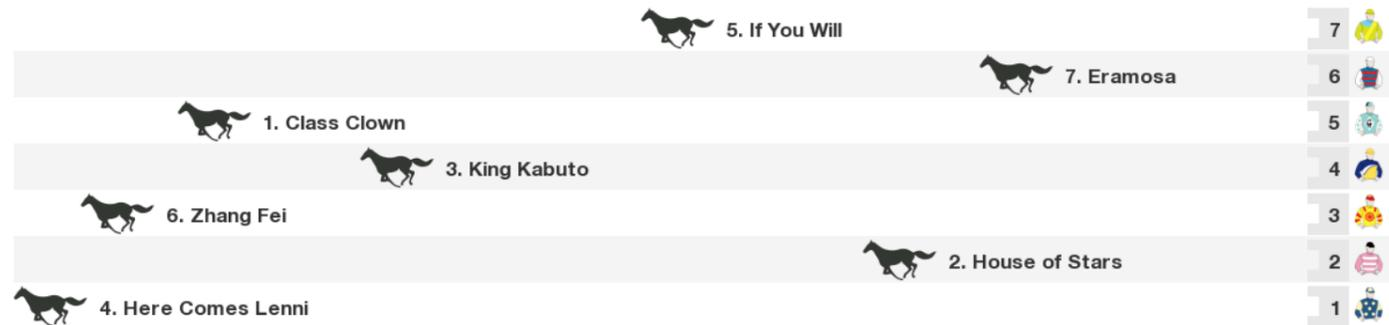 5. If You Will 7
7. Eramosa 6
1. Class Clown 5
3. King Kabuto 4
6. Zhang Fei 3
2. House of Stars 2
4. Here Comes Lenni 1